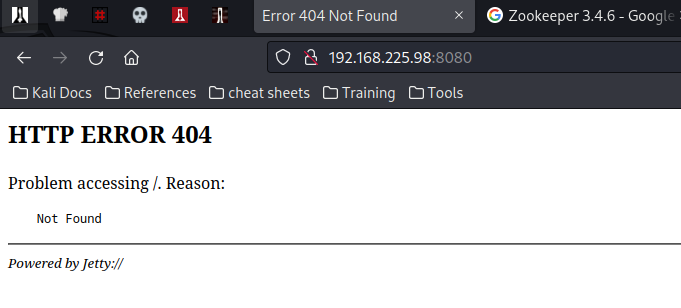 Error 404 Not Found
Zookeeper 3.4.6 - Google
192.168.225.98:8080
Kali Docs References cheat sheets Training Tools
HTTP ERROR 404
Problem accessing /. Reason:
Not Found
Powered by Jetty://